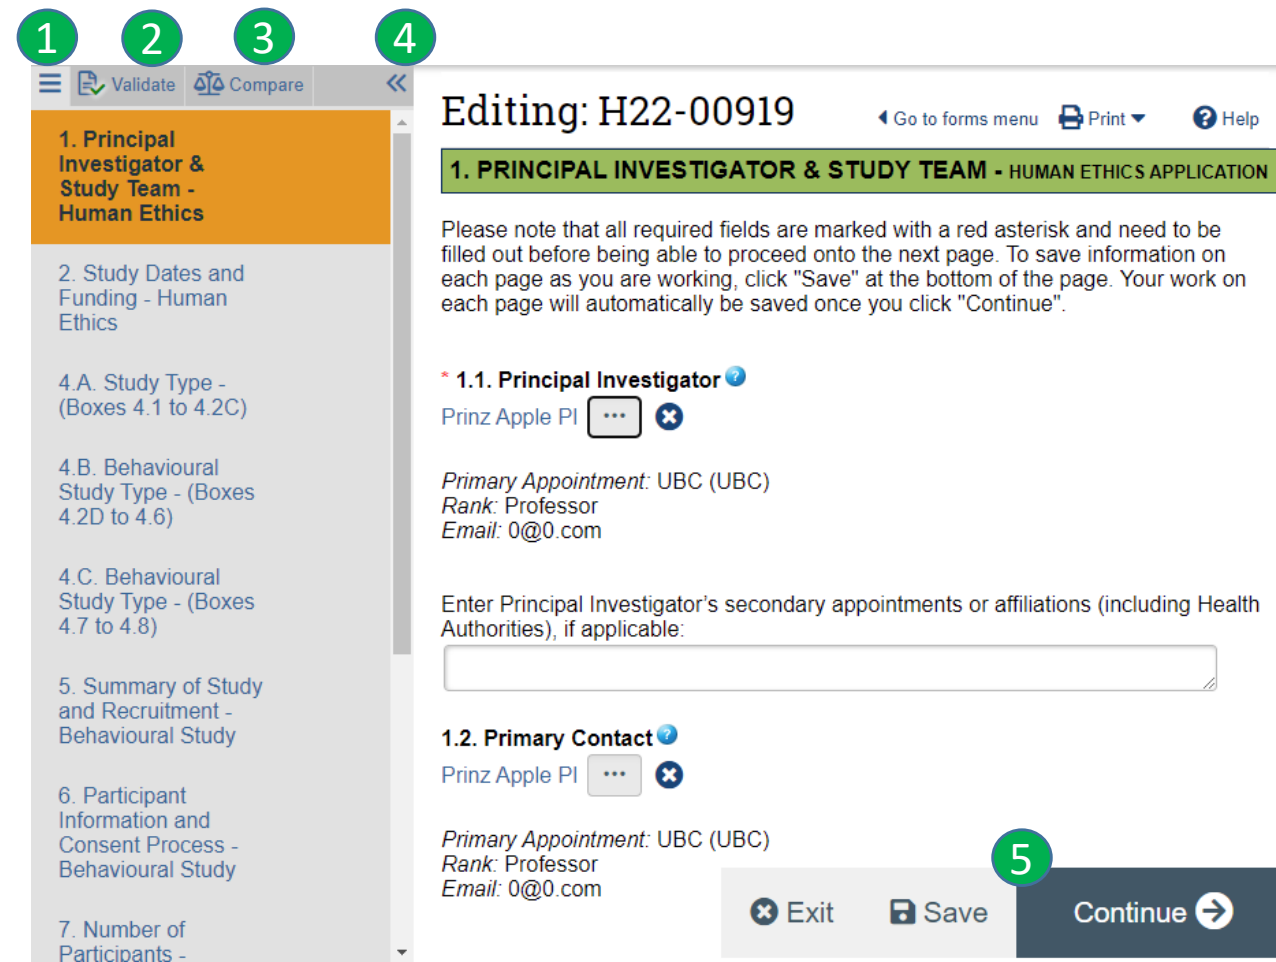 1 2 3 4
Validate Compare
1. Principal
Investigator &
Study Team -
Human Ethics
2. Study Dates and
Funding - Human
Ethics
4.A. Study Type -
(Boxes 4.1 to 4.2C)
4.B. Behavioural
Study Type - (Boxes
4.2D to 4.6)
4.C. Behavioural
Study Type - (Boxes
4.7 to 4.8)
5. Summary of Study
and Recruitment -
Behavioural Study
6. Participant
Information and
Consent Process -
Behavioural Study
7. Number of
Participants -
Editing: H22-00919
Go to forms menu Print Help
1. PRINCIPAL INVESTIGATOR & STUDY TEAM - HUMAN ETHICS APPLICATION
Please note that all required fields are marked with a red asterisk and need to be
filled out before being able to proceed onto the next page. To save information on
each page as you are working, click "Save" at the bottom of the page. Your work on
each page will automatically be saved once you click "Continue".
* 1.1. Principal Investigator ?
Prinz Apple PI ...
Primary Appointment: UBC (UBC)
Rank: Professor
Email: 0@0.com
Enter Principal Investigator's secondary appointments or affiliations (including Health
Authorities), if applicable:
1.2. Primary Contact ?
Prinz Apple PI ...
Primary Appointment: UBC (UBC)
Rank: Professor
Email: 0@0.com
5
Exit Save Continue